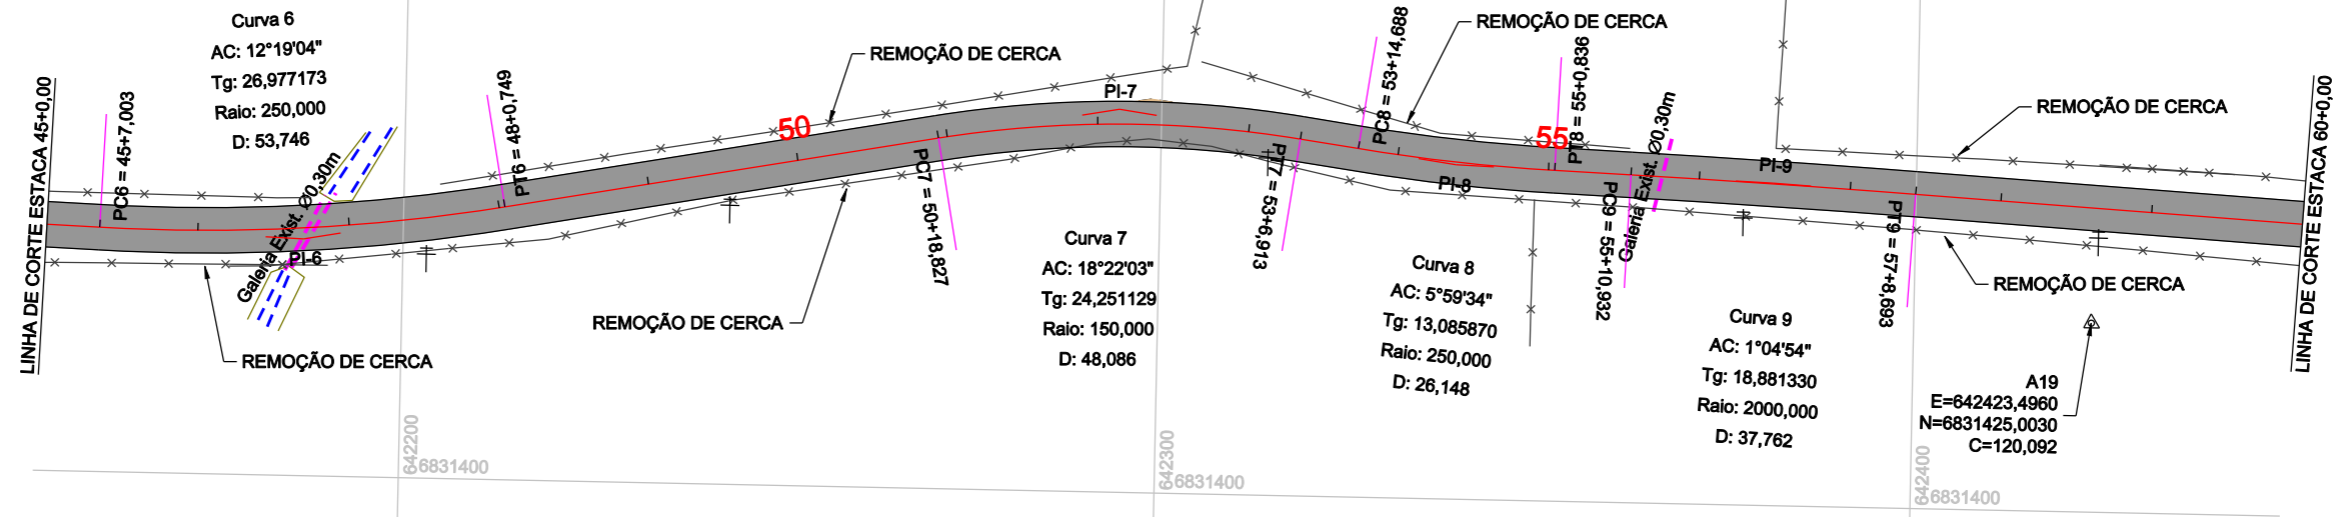 Curva 6
AC: 12°19'04"
Tg: 26,977173
Raio: 250,000
D: 53,746
LINHA DE CORTE ESTACA 45+0,00
PC6 = 45+7,003
Galeria Exist. Ø0,30m
PI-6
REMOÇÃO DE CERCA
PT6 = 48+0,749
50
REMOÇÃO DE CERCA
REMOÇÃO DE CERCA
PC7 = 50+18,827
PI-7
Curva 7
AC: 18°22'03"
Tg: 24,251129
Raio: 150,000
D: 48,086
PT7 = 53+6,913
PC8 = 53+14,688
REMOÇÃO DE CERCA
PI-8
Curva 8
AC: 5°59'34"
Tg: 13,085870
Raio: 250,000
D: 26,148
55
PT8 = 55+0,836
PC9 = 55+10,932
Galeria Exist. Ø0,30m
PI-9
Curva 9
AC: 1°04'54"
Tg: 18,881330
Raio: 2000,000
D: 37,762
PT9 = 57+8,693
REMOÇÃO DE CERCA
REMOÇÃO DE CERCA
A19
E=642423,4960
N=6831425,0030
C=120,092
LINHA DE CORTE ESTACA 60+0,00
642200
6831400
642300
6831400
642400
6831400